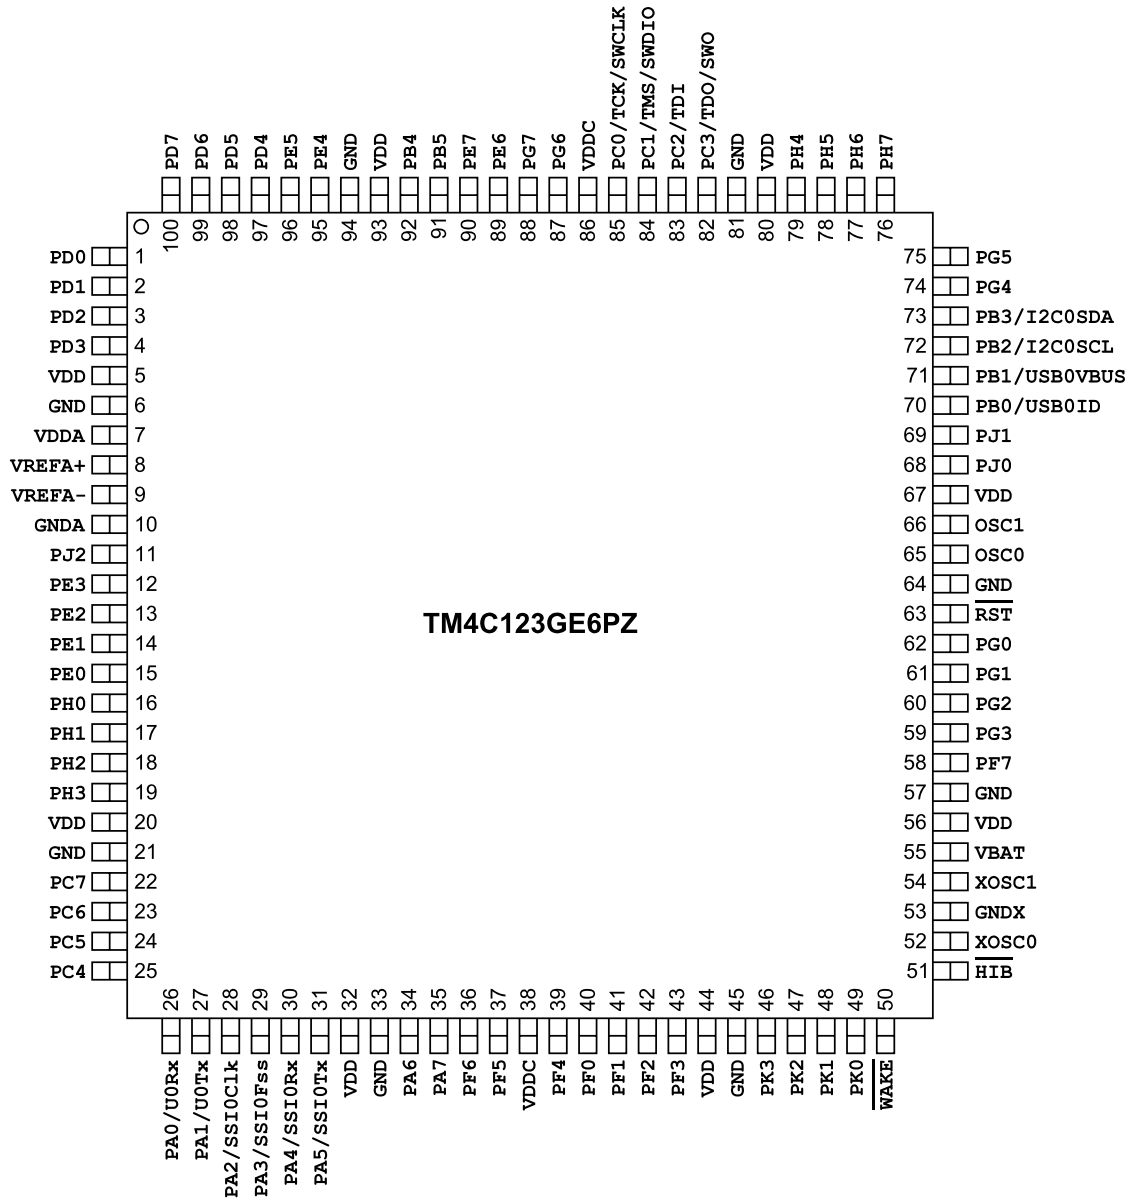 PC0/TCK/SWCLK
PC1/TMS/SWDIO
PC2/TDI
PC3/TDO/SWO
PD7 PD6 PD5 PD4 PE5 PE4 GND VDD PB4 PB5 PE7 PE6 PG7 PG6 VDDC GND VDD PH4 PH5 PH6 PH7
100 99 98 97 96 95 94 93 92 91 90 89 88 87 86 85 84 83 82 81 80 79 78 77 76
PD0 1 75 PG5
PD1 2 74 PG4
PD2 3 73 PB3/I2C0SDA
PD3 4 72 PB2/I2C0SCL
VDD 5 71 PB1/USB0VBUS
GND 6 70 PB0/USB0ID
VDDA 7 69 PJ1
VREFA+ 8 68 PJ0
VREFA- 9 67 VDD
GNDA 10 66 OSC1
PJ2 11 65 OSC0
PE3 12 64 GND
PE2 13 63 RST
TM4C123GE6PZ
PE1 14 62 PG0
PE0 15 61 PG1
PH0 16 60 PG2
PH1 17 59 PG3
PH2 18 58 PF7
PH3 19 57 GND
VDD 20 56 VDD
GND 21 55 VBAT
PC7 22 54 XOSC1
PC6 23 53 GNDX
PC5 24 52 XOSC0
PC4 25 51 HIB
26 27 28 29 30 31 32 33 34 35 36 37 38 39 40 41 42 43 44 45 46 47 48 49 50
PA0/U0Rx PA1/U0Tx PA2/SSI0Clk PA3/SSI0Fss PA4/SSI0Rx PA5/SSI0Tx VDD GND PA6 PA7 PF6 PF5 VDDC PF4 PF0 PF1 PF2 PF3 VDD GND PK3 PK2 PK1 PK0 WAKE